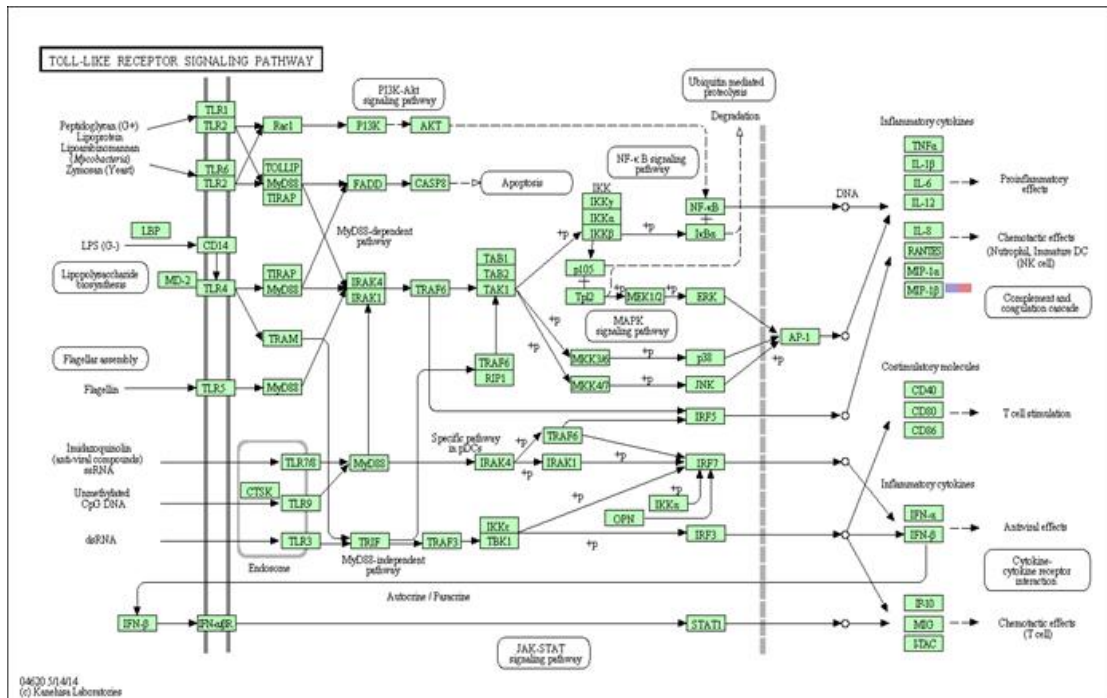 TOLL-LIKE RECEPTOR SIGNALING PATHWAY
PI3K-Akt
signaling pathway
Ubiquitin mediated
proteolysis
Degradation
Inflammatory cytokines
TLR1
TLR2
Rac1
PI3K
AKT
Peptidoglycan (G+)
Lipoprotein
Lipoarabinomannan
(Mycobacteria)
Zymosan (Yeast)
TLR6
TLR2
TOLLIP
MyD88
TIRAP
FADD
CASP8
Apoptosis
NF-κB signaling
pathway
IKK
IKKγ
IKKα
IKKβ
NF-κB
IκBα
+p
DNA
TNFα
IL-1β
IL-6
IL-12
Proinflammatory
effects
LBP
LPS (G-)
CD14
MyD88-dependent
pathway
Lipopolysaccharide
biosynthesis
MD-2
TLR4
TIRAP
MyD88
IRAK4
IRAK1
TRAF6
TAB1
TAB2
TAK1
+p
p105
+p
Tpl2
+p
MEK1/2
+p
ERK
IL-8
RANTES
MIP-1α
MIP-1β
Chemotactic effects
(Nutrophil, Immature DC
(NK cell)
Complement and
coagulation cascade
TRAM
MAPK
signaling pathway
AP-1
+p
Flagellar assembly
Flagellin
TLR5
MyD88
TRAF6
RIP1
+p
MKK3/6
+p
p38
+p
MKK4/7
+p
JNK
IRF5
Costimulatory molecules
CD40
CD80
CD86
T cell stimulation
Imidazoquinolin
(anti-viral compounds)
ssRNA
TLR7/8
MyD88
Specific pathway
in pDCs
IRAK4
+p
TRAF6
+p
IRAK1
+p
+p
IRF7
Unmethylated
CpG DNA
CTSK
TLR9
IKKα
+p
OPN
Inflammatory cytokines
IFN-α
IFN-β
Antiviral effects
dsRNA
TLR3
TRIF
TRAF3
IKKε
TBK1
+p
+p
IRF3
Endosome
MyD88-independent
pathway
Cytokine-
cytokine receptor
interaction
Autocrine / Paracrine
IFN-β
IFN-αβR
STAT1
IP-10
MIG
I-TAC
Chemotactic effects
(T cell)
JAK-STAT
signaling pathway
04620 5/14/14
(c) Kanehisa Laboratories